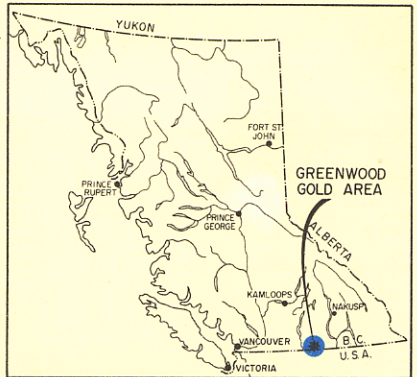 YUKON
FORT ST.
JOHN
GREENWOOD
GOLD AREA
PRINCE
RUPERT
PRINCE
GEORGE
ALBERTA
KAMLOOPS
NAKUSP
VANCOUVER
B.C.
U.S.A.
VICTORIA